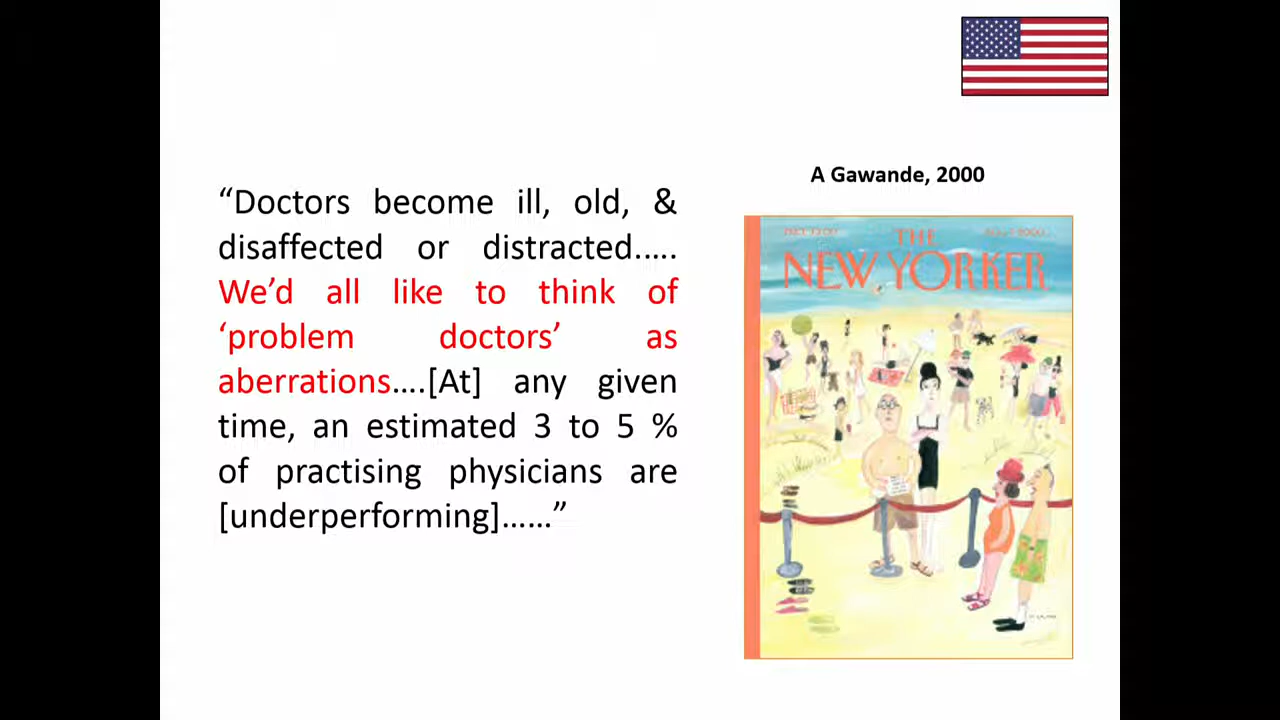 A Gawande, 2000
“Doctors become ill, old, &
disaffected or distracted.….
We’d all like to think of
‘problem doctors’ as
aberrations….[At] any given
time, an estimated 3 to 5 %
of practising physicians are
[underperforming]……”
THE
NEW YORKER